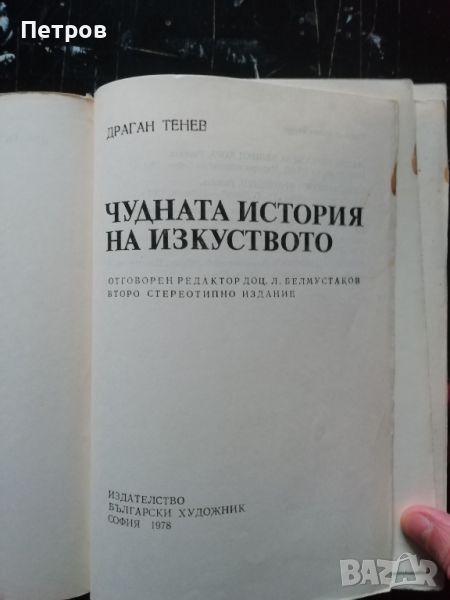 Петров
ДРАГАН ТЕНЕВ
ЧУДНАТА ИСТОРИЯ
НА ИЗКУСТВОТО
ОТГОВОРЕН РЕДАКТОР ДОЦ. Л. БЕЛМУСТАКОВ
ВТОРО СТЕРЕОТИПНО ИЗДАНИЕ
ИЗДАТЕЛСТВО
БЪЛГАРСКИ ХУДОЖНИК
СОФИЯ 1978
BAZAR